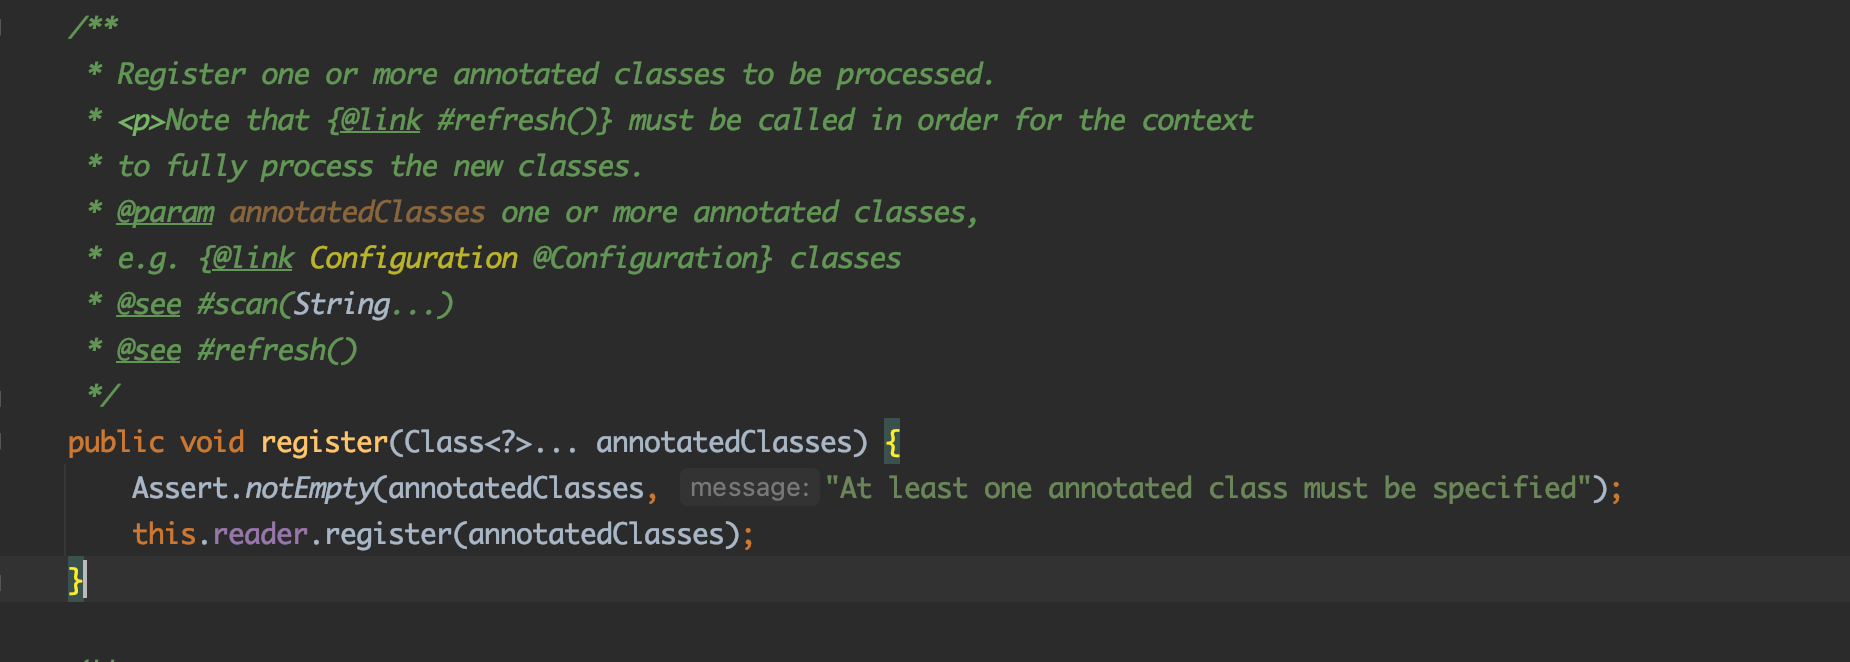 /**
* Register one or more annotated classes to be processed.
* <p>Note that {@link #refresh()} must be called in order for the context
* to fully process the new classes.
* @param annotatedClasses one or more annotated classes,
* e.g. {@link Configuration @Configuration} classes
* @see #scan(String...)
* @see #refresh()
*/
public void register(Class<?>... annotatedClasses) {
Assert.notEmpty(annotatedClasses, message: "At least one annotated class must be specified");
this.reader.register(annotatedClasses);
}